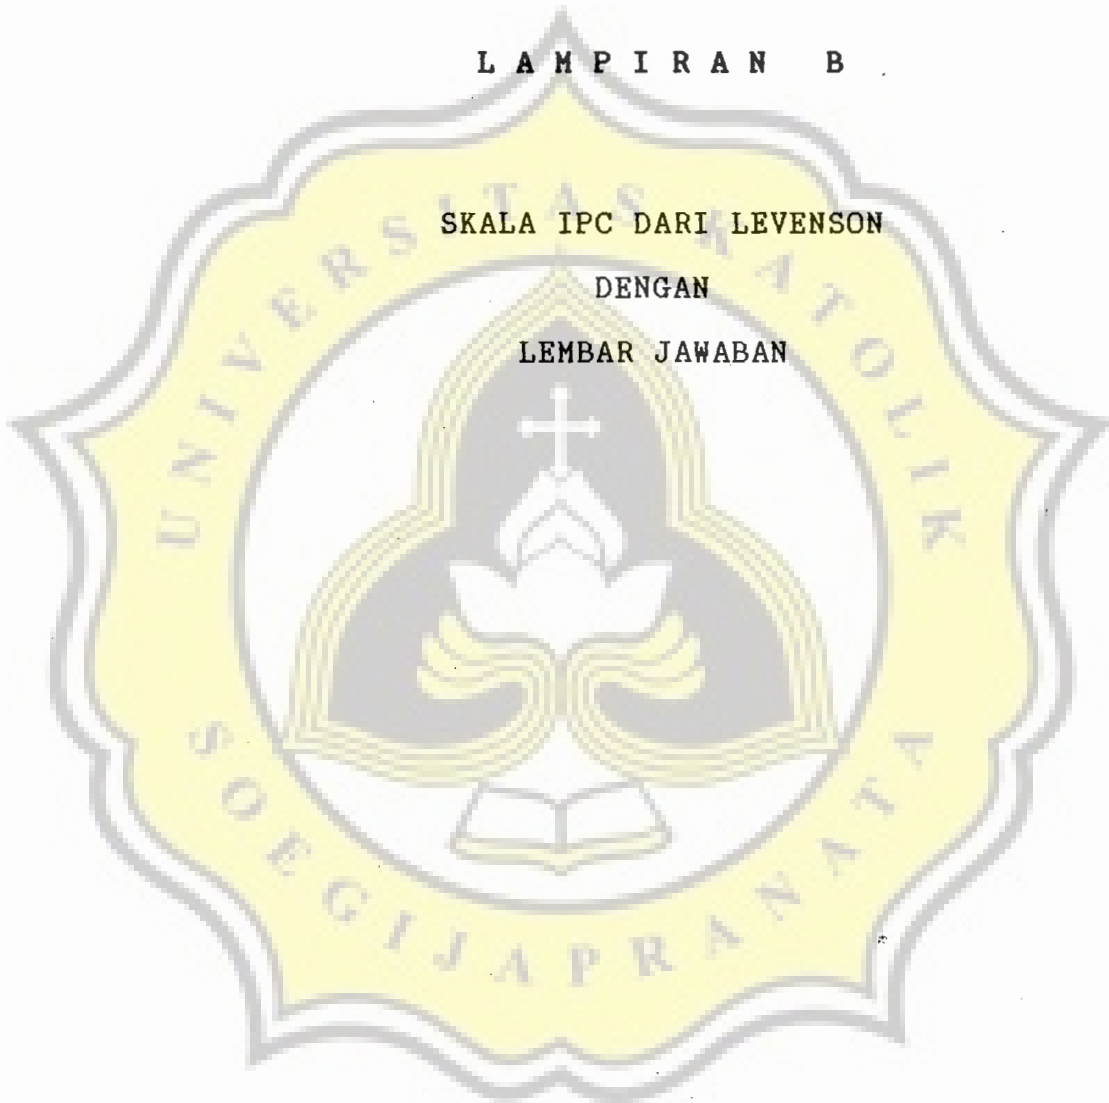 L A M P I R A N B
SKALA IPC DARI LEVENSON
DENGAN
LEMBAR JAWABAN
UNIVERSITAS KATOLIK
SOEGIJAPRANATA